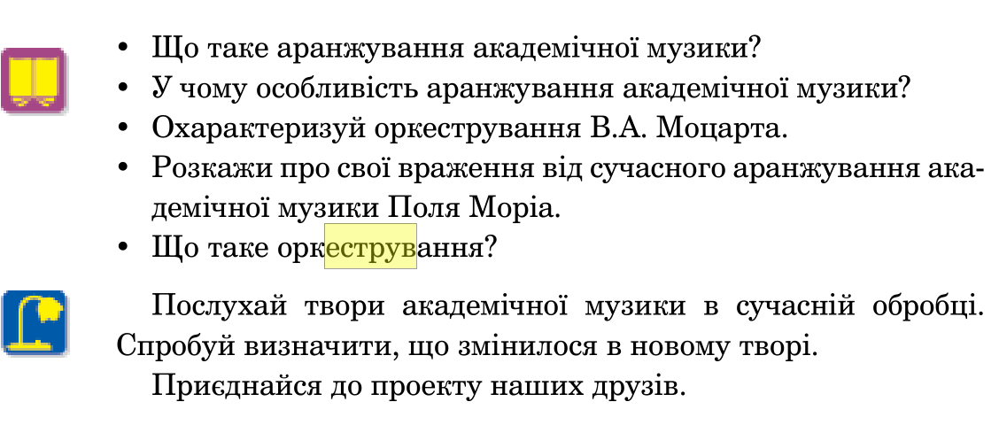 • Що таке аранжування академічної музики?
• У чому особливість аранжування академічної музики?
• Охарактеризуй оркестрування В.А. Моцарта.
• Розкажи про свої враження від сучасного аранжування ака-
демічної музики Поля Моріа.
• Що таке оркестрування?
Послухай твори академічної музики в сучасній обробці.
Спробуй визначити, що змінилося в новому творі.
Приєднайся до проекту наших друзів.